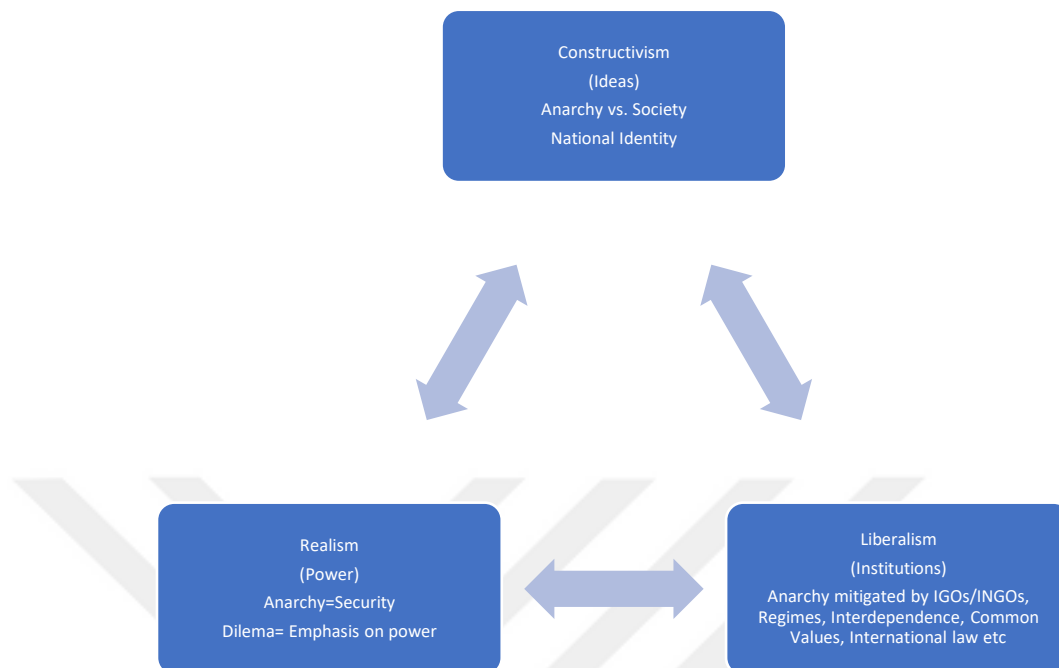 Constructivism
(Ideas)
Anarchy vs. Society
National Identity
Realism
(Power)
Anarchy=Security
Dilema= Emphasis on power
Liberalism
(Institutions)
Anarchy mitigated by IGOs/INGOs,
Regimes, Interdependence, Common
Values, International law etc